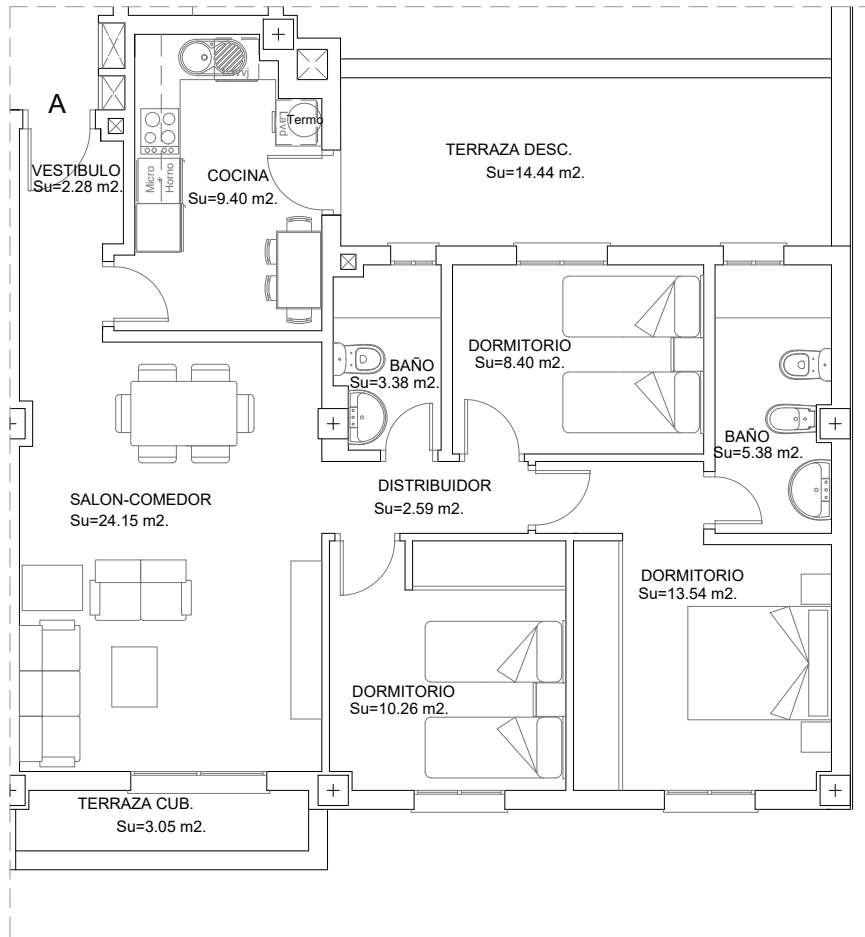 A
VESTIBULO
Su=2.28 m2.
COCINA
Su=9.40 m2.
Lavvj
Lavd
Termo
Micro
+
Horno
TERRAZA DESC.
Su=14.44 m2.
DORMITORIO
Su=8.40 m2.
BAÑO
Su=3.38 m2.
BAÑO
Su=5.38 m2.
SALON-COMEDOR
Su=24.15 m2.
DISTRIBUIDOR
Su=2.59 m2.
DORMITORIO
Su=13.54 m2.
DORMITORIO
Su=10.26 m2.
TERRAZA CUB.
Su=3.05 m2.